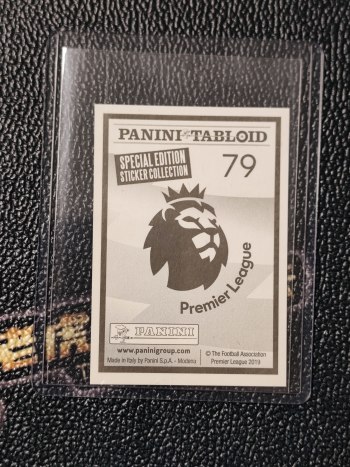 PANINI TABLOID
SPECIAL EDITION
STICKER COLLECTION
79
Premier League
PANINI
www.paninigroup.com
Made in Italy by Panini S.p.A. - Modena
© The Football Association
Premier League 2019